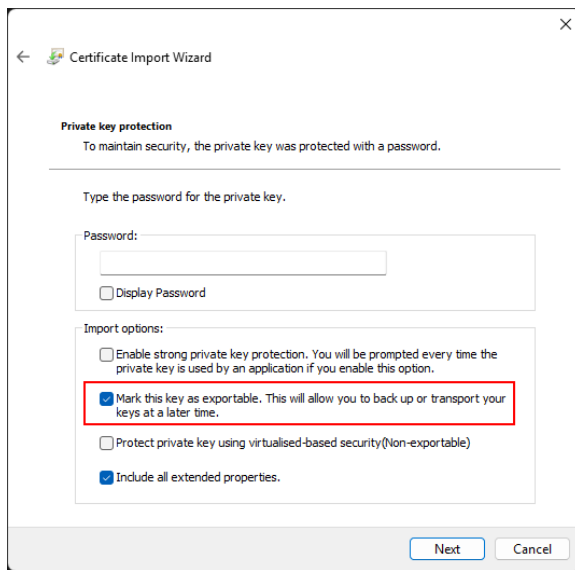 Certificate Import Wizard
Private key protection
To maintain security, the private key was protected with a password.
Type the password for the private key.
Password:
Display Password
Import options:
Enable strong private key protection. You will be prompted every time the
private key is used by an application if you enable this option.
Mark this key as exportable. This will allow you to back up or transport your
keys at a later time.
Protect private key using virtualised-based security(Non-exportable)
Include all extended properties.
Next
Cancel